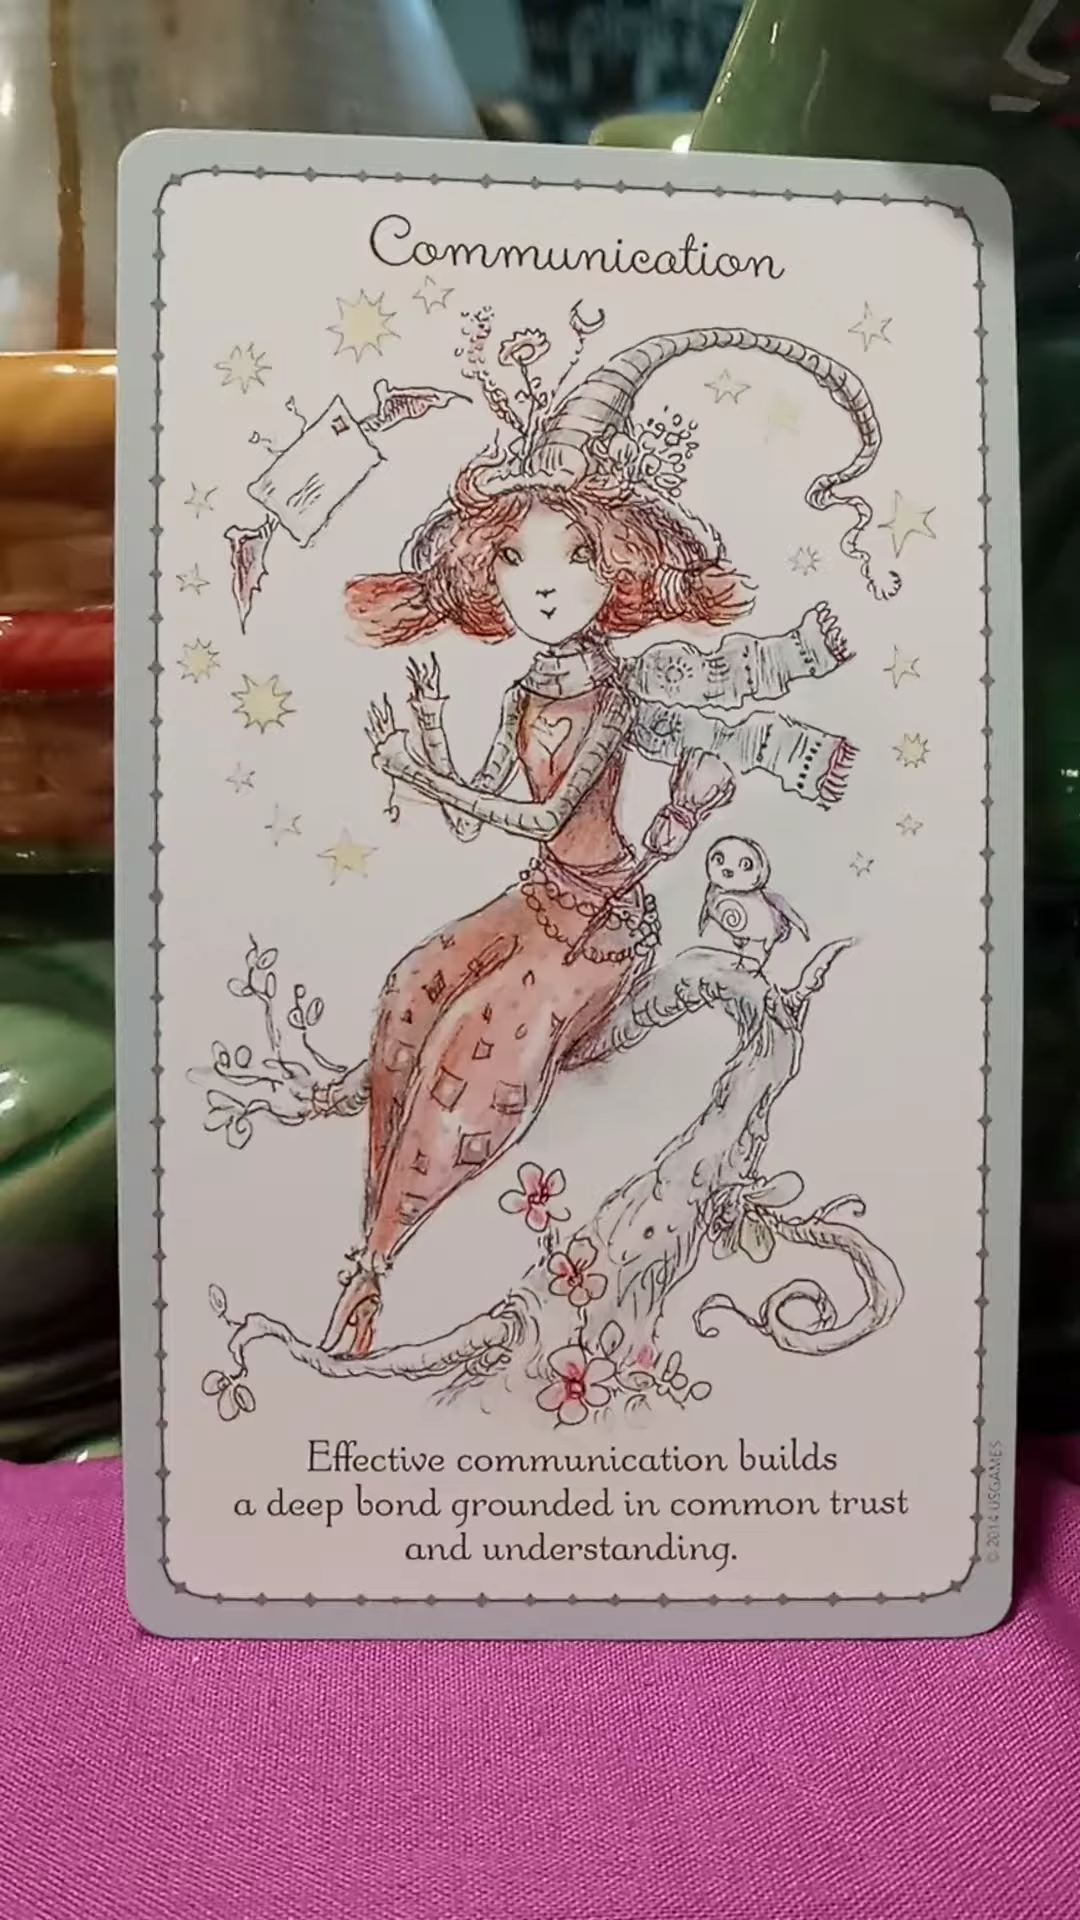 Communication
Effective communication builds
a deep bond grounded in common trust
and understanding.
© 2014 USGAMES